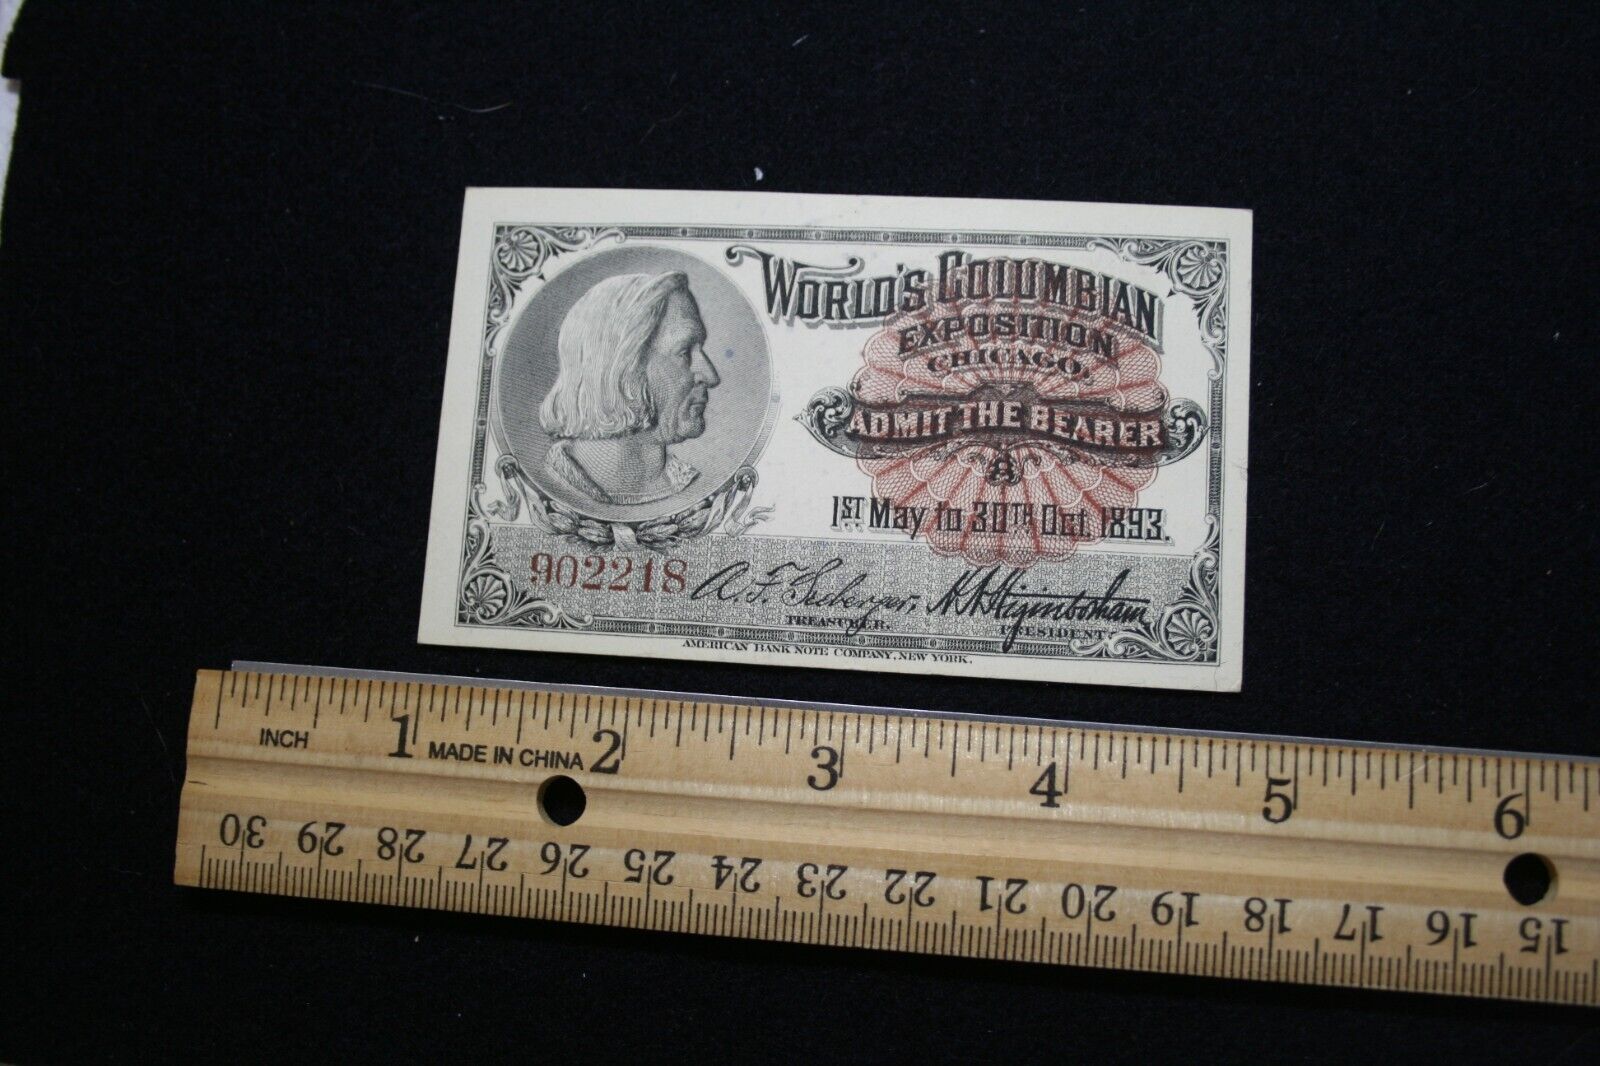 WORLD'S COLUMBIAN
EXPOSITION
CHICAGO.
ADMIT THE BEARER
A
1ST May to 30TH Oct. 1893.
902218
A. F. Seeberger,
TREASURER.
H N Higinbotham
PRESIDENT.
AMERICAN BANK NOTE COMPANY, NEW YORK.
INCH
1 2 3 4 5 6
MADE IN CHINA
30 29 28 27 26 25 24 23 22 21 20 19 18 17 16 15